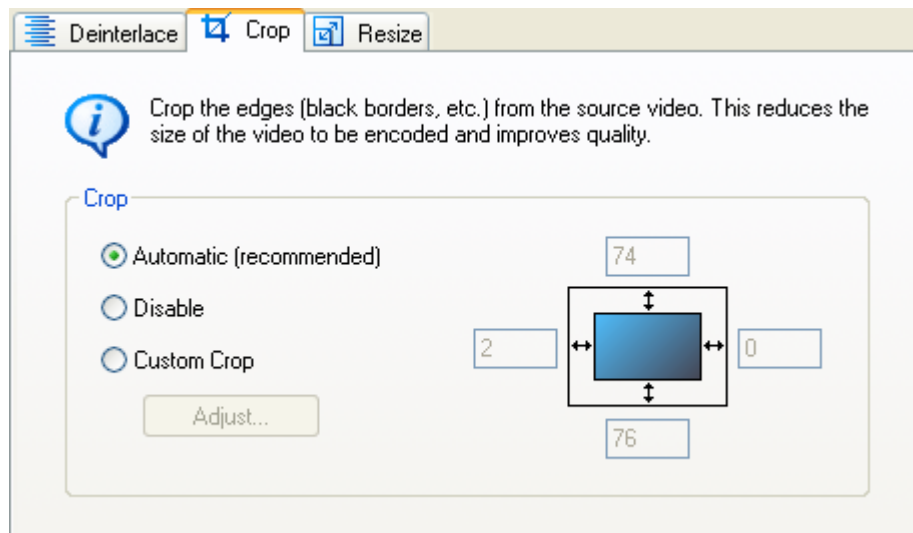 Deinterlace Crop Resize
Crop the edges (black borders, etc.) from the source video. This reduces the
size of the video to be encoded and improves quality.
Crop
Automatic (recommended)
74
Disable
2
0
Custom Crop
Adjust...
76